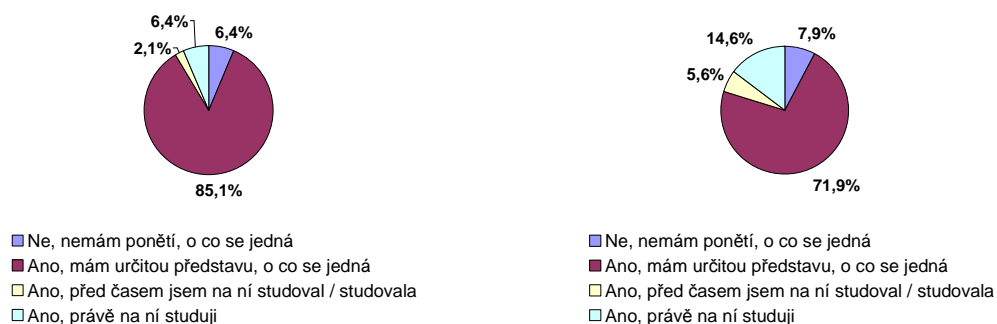 6,4%
6,4%
2,1%
85,1%
Ne, nemám ponětí, o co se jedná
Ano, mám určitou představu, o co se jedná
Ano, před časem jsem na ní studoval / studovala
Ano, právě na ní studuji
14,6%
7,9%
5,6%
71,9%
Ne, nemám ponětí, o co se jedná
Ano, mám určitou představu, o co se jedná
Ano, před časem jsem na ní studoval / studovala
Ano, právě na ní studuji